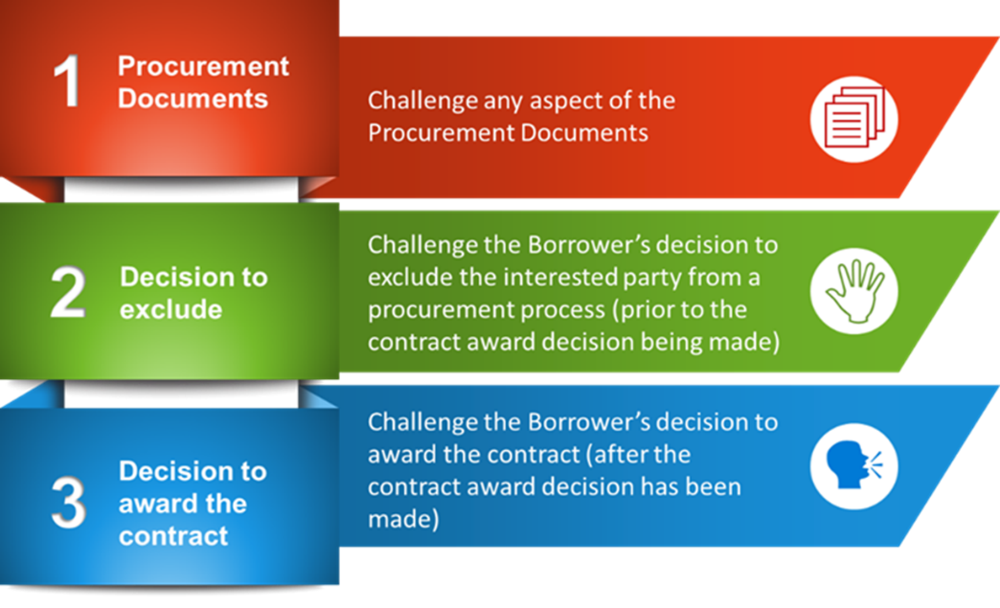 1
Procurement
Documents
Challenge any aspect of the
Procurement Documents
2
Decision to
exclude
Challenge the Borrower’s decision to
exclude the interested party from a
procurement process (prior to the
contract award decision being made)
3
Decision to
award the
contract
Challenge the Borrower’s decision to
award the contract (after the
contract award decision has been
made)